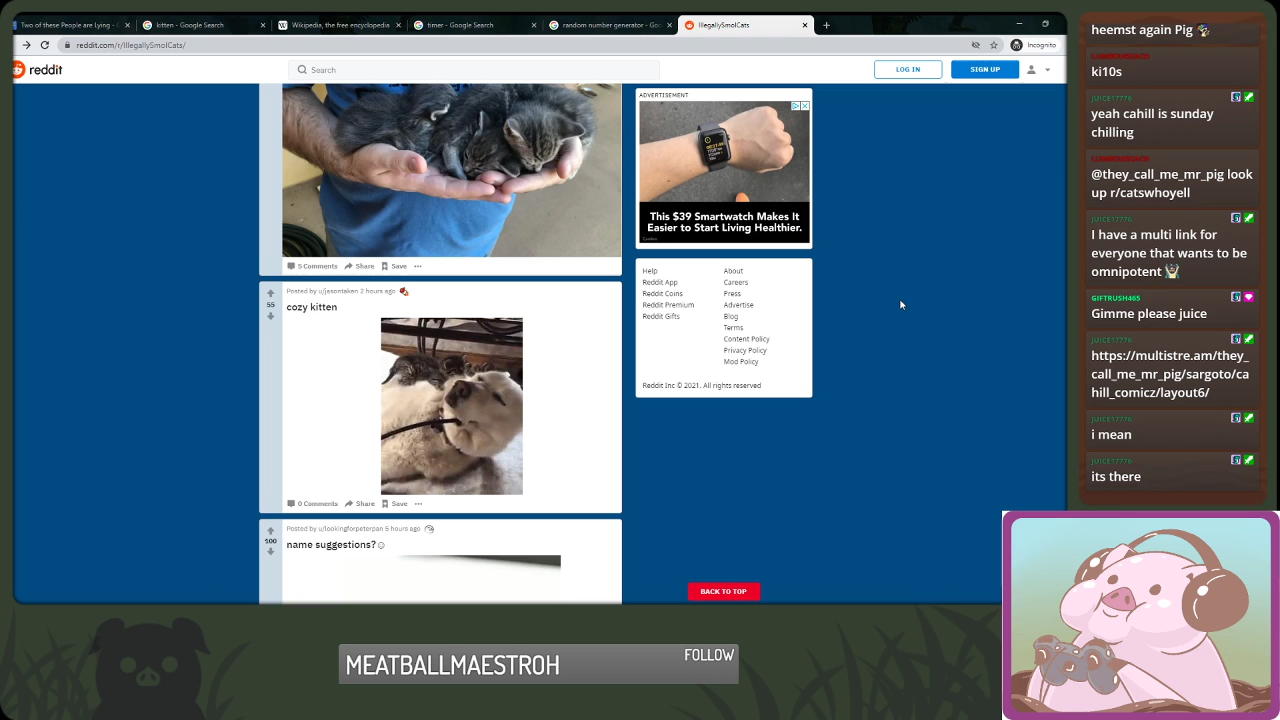 Two of these People are Lying -
kitten - Google Search
Wikipedia, the free encyclopedia
timer - Google Search
random number generator - Goo
IllegallySmolCats
reddit.com/r/IllegallySmolCats/
Incognito
reddit
Search
LOG IN
SIGN UP
5 Comments
Share
Save
Posted by u/jasontaken 2 hours ago
55
cozy kitten
0 Comments
Share
Save
Posted by u/lookingforpeterpan 5 hours ago
100
name suggestions?☺
ADVERTISEMENT
This $39 Smartwatch Makes It
Easier to Start Living Healthier.
Help
About
Reddit App
Careers
Reddit Coins
Press
Reddit Premium
Advertise
Reddit Gifts
Blog
Terms
Content Policy
Privacy Policy
Mod Policy
Reddit Inc © 2021. All rights reserved
BACK TO TOP
heemst again Pig
ki10s
JUICE17776
yeah cahill is sunday
chilling
@they_call_me_mr_pig look
up r/catswhoyell
JUICE17776
I have a multi link for
everyone that wants to be
omnipotent
GIFTRUSH465
Gimme please juice
JUICE17776
https://multistre.am/they_
call_me_mr_pig/sargoto/ca
hill_comicz/layout6/
JUICE17776
i mean
JUICE17776
its there
MEATBALLMAESTROH
FOLLOW